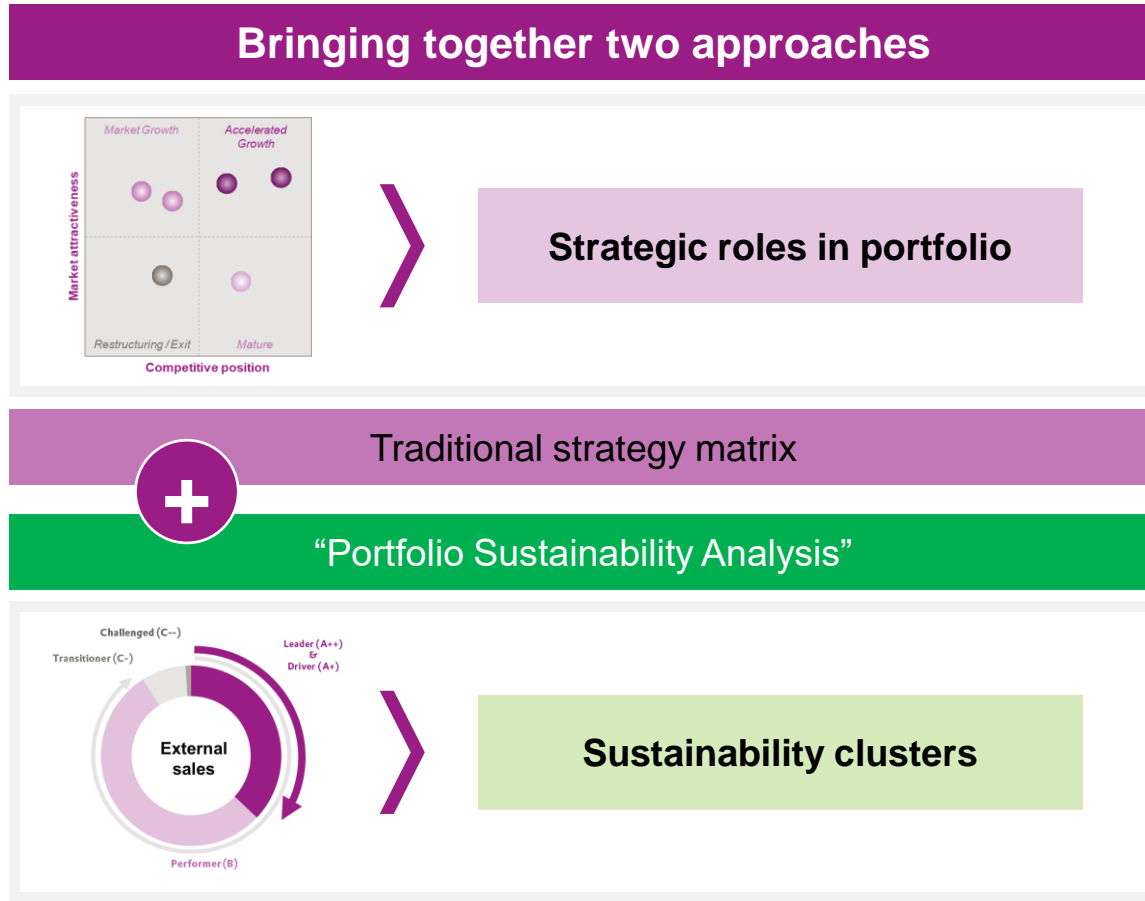 Bringing together two approaches
Market Growth
Accelerated
Growth
Market attractiveness
Restructuring / Exit
Mature
Competitive position
Strategic roles in portfolio
Traditional strategy matrix
+
“Portfolio Sustainability Analysis”
Challenged (C--)
Transitioner (C-)
Leader (A++)
&
Driver (A+)
External
sales
Performer (B)
Sustainability clusters